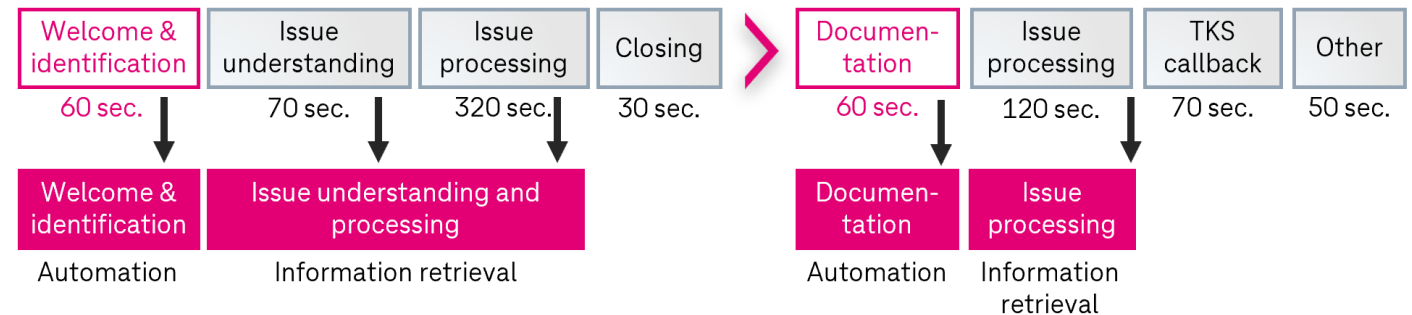 Welcome &
identification
Issue
understanding
Issue
processing
Closing
Documen-
tation
Issue
processing
TKS
callback
Other
60 sec.
70 sec.
320 sec.
30 sec.
60 sec.
120 sec.
70 sec.
50 sec.
Welcome &
identification
Issue understanding and
processing
Documen-
tation
Issue
processing
Automation
Information retrieval
Automation
Information
retrieval